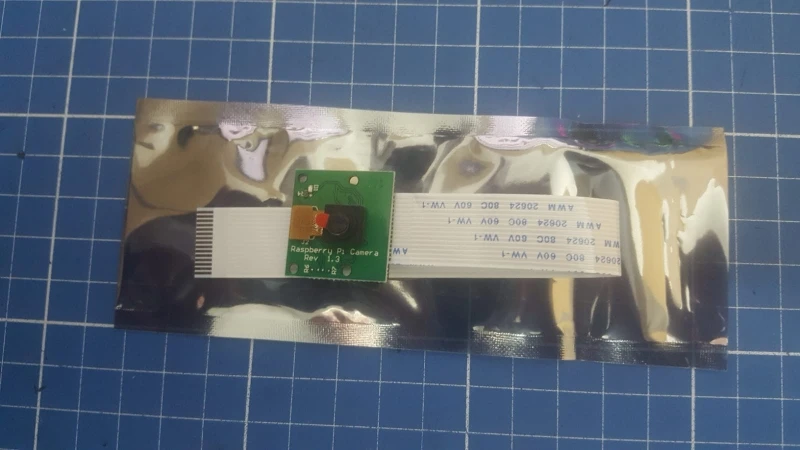 Raspberry Pi Camera
Rev 1.3
AWM 20624 80C 60V VW-1
AWM 20624 80C 60V VW-1
AWM 20624 80C 60V VW-1
20624 80C 60V VW-1
AWM